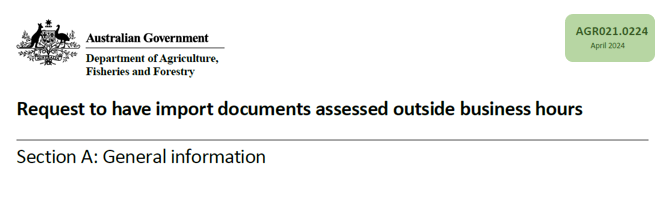 Australian Government
AGR021.0224
April 2024
Department of Agriculture,
Fisheries and Forestry
Request to have import documents assessed outside business hours
Section A: General information